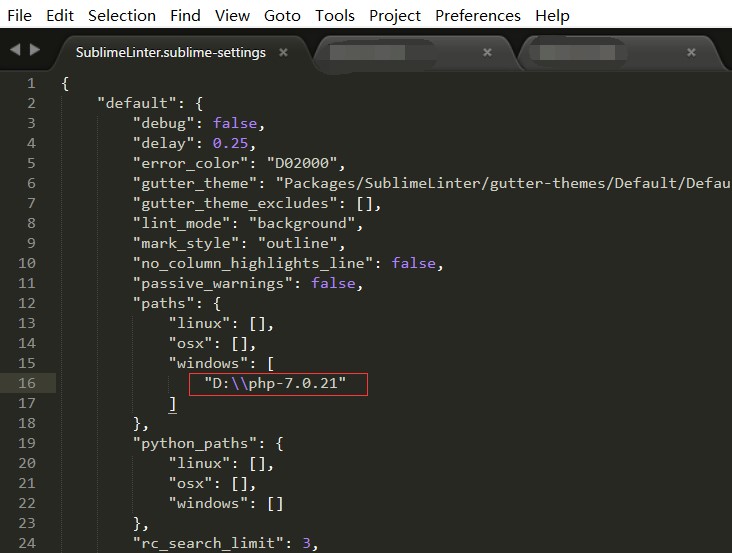 File Edit Selection Find View Goto Tools Project Preferences Help
SublimeLinter.sublime-settings × × ×
1 {
2 "default": {
3 "debug": false,
4 "delay": 0.25,
5 "error_color": "D02000",
6 "gutter_theme": "Packages/SublimeLinter/gutter-themes/Default/Defau
7 "gutter_theme_excludes": [],
8 "lint_mode": "background",
9 "mark_style": "outline",
10 "no_column_highlights_line": false,
11 "passive_warnings": false,
12 "paths": {
13 "linux": [],
14 "osx": [],
15 "windows": [
16 "D:\\php-7.0.21"
17 ]
18 },
19 "python_paths": {
20 "linux": [],
21 "osx": [],
22 "windows": []
23 },
24 "rc_search_limit": 3,